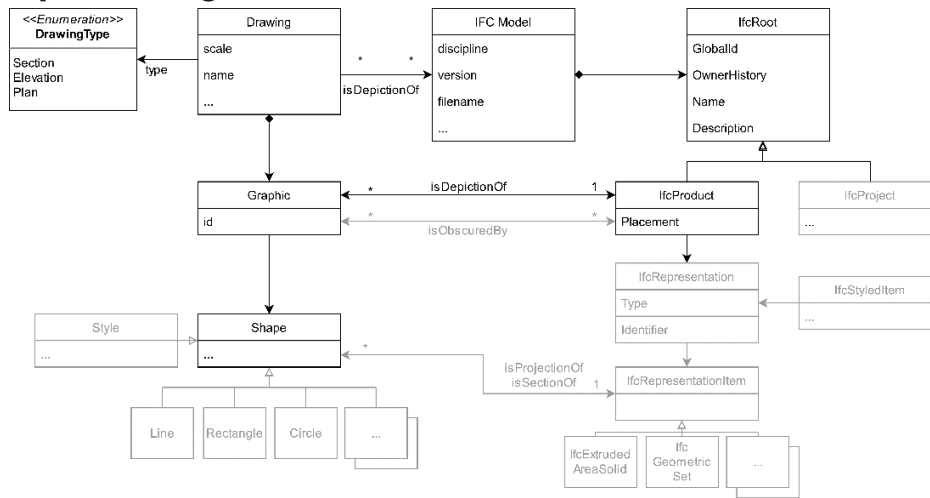 <<Enumeration>>
DrawingType
Section
Elevation
Plan
type
Drawing
scale
name
...
* *
isDepictionOf
IFC Model
discipline
version
filename
...
IfcRoot
GlobalId
OwnerHistory
Name
Description
Graphic
id
* isDepictionOf 1
* *
isObscuredBy
IfcProduct
Placement
IfcProject
...
IfcRepresentation
Type
Identifier
IfcStyledItem
...
Style
...
Shape
...
*
isProjectionOf
isSectionOf 1
IfcRepresentationItem
Line
Rectangle
Circle
...
IfcExtruded
AreaSolid
Ifc
Geometric
Set
...